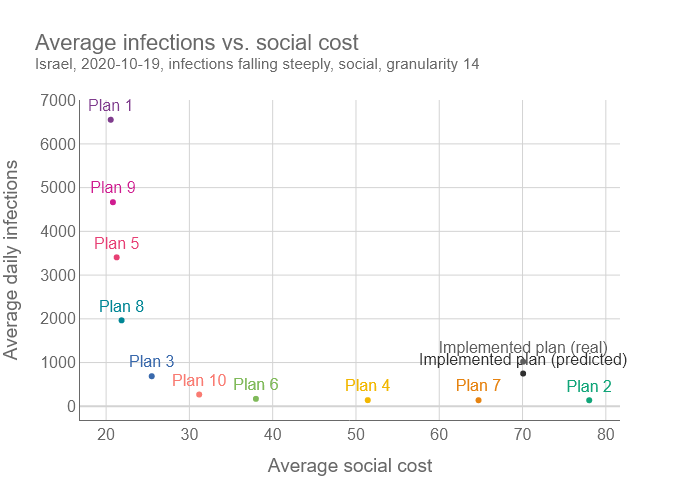 Average infections vs. social cost
Israel, 2020-10-19, infections falling steeply, social, granularity 14
Average daily infections
7000
6000
5000
4000
3000
2000
1000
0
Plan 1
Plan 9
Plan 5
Plan 8
Plan 3
Plan 10
Plan 6
Plan 4
Plan 7
Plan 2
Implemented plan (real)
Implemented plan (predicted)
20 30 40 50 60 70 80
Average social cost